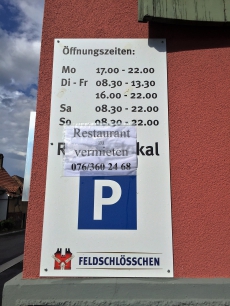 Öffnungszeiten:
Mo 17.00 - 22.00
Di - Fr 08.30 - 13.30
16.00 - 22.00
Sa 08.30 - 22.00
So 08.30 - 22.00
Restaurant
zu
vermieten
076/360 24 68
R kal
P
FELDSCHLÖSSCHEN